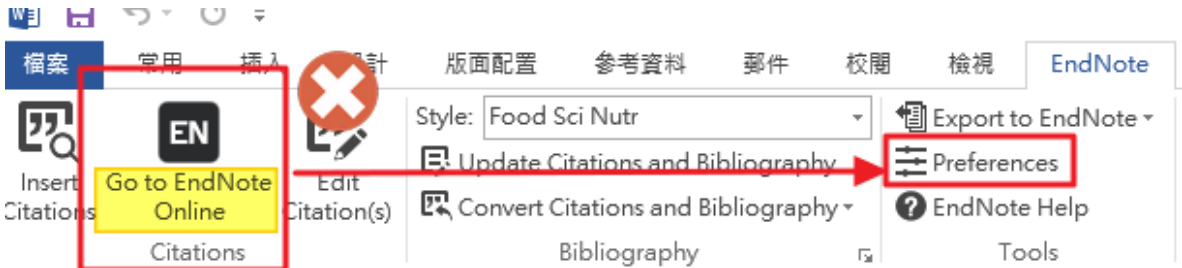 檔案 常用 插入 計 版面配置 參考資料 郵件 校閱 檢視 EndNote
Insert Citations
EN
Go to EndNote Online
Edit Citation(s)
Citations
Style: Food Sci Nutr
Update Citations and Bibliography
Convert Citations and Bibliography
Bibliography
Export to EndNote
Preferences
EndNote Help
Tools